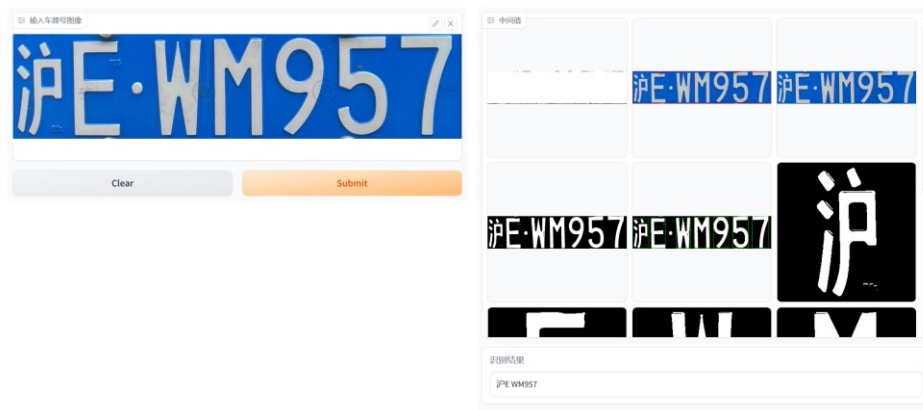 输入车牌号图像
沪E·WM957
Clear
Submit
中间值
沪E·WM957
沪E·WM957
沪E·WM957
沪E·WM957
沪
E
W
M
识别结果
沪E WM957